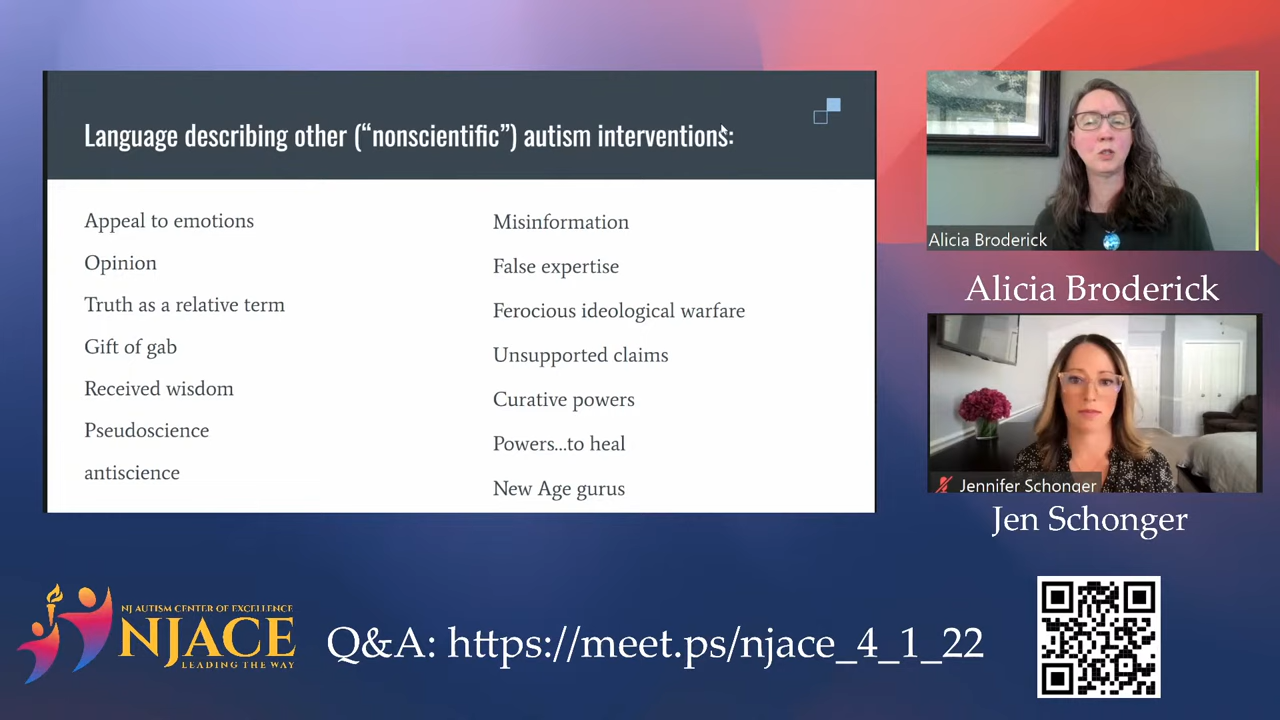 Language describing other (“nonscientific”) autism interventions:
Appeal to emotions
Opinion
Truth as a relative term
Gift of gab
Received wisdom
Pseudoscience
antiscience
Misinformation
False expertise
Ferocious ideological warfare
Unsupported claims
Curative powers
Powers...to heal
New Age gurus
Alicia Broderick
Alicia Broderick
Jennifer Schonger
Jen Schonger
NJ AUTISM CENTER OF EXCELLENCE
NJACE
LEADING THE WAY
Q&A: https://meet.ps/njace_4_1_22